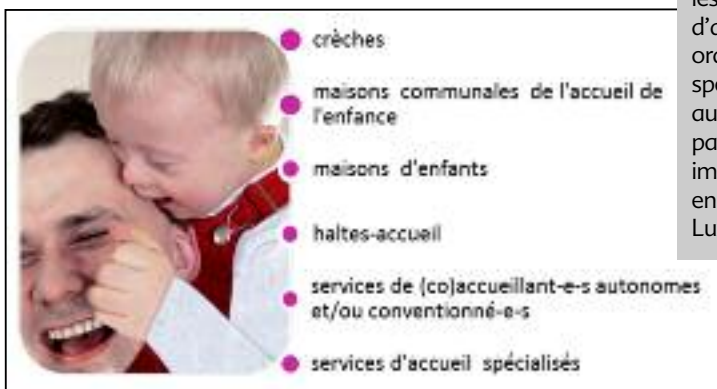 crèches
maisons communales de l'accueil de
l'enfance
maisons d'enfants
haltes-accueil
services de (co)accueillant-e-s autonomes
et/ou conventionné-e-s
services d'accueil spécialisés
les
d'a
spé
au
pa
im
en
Lu